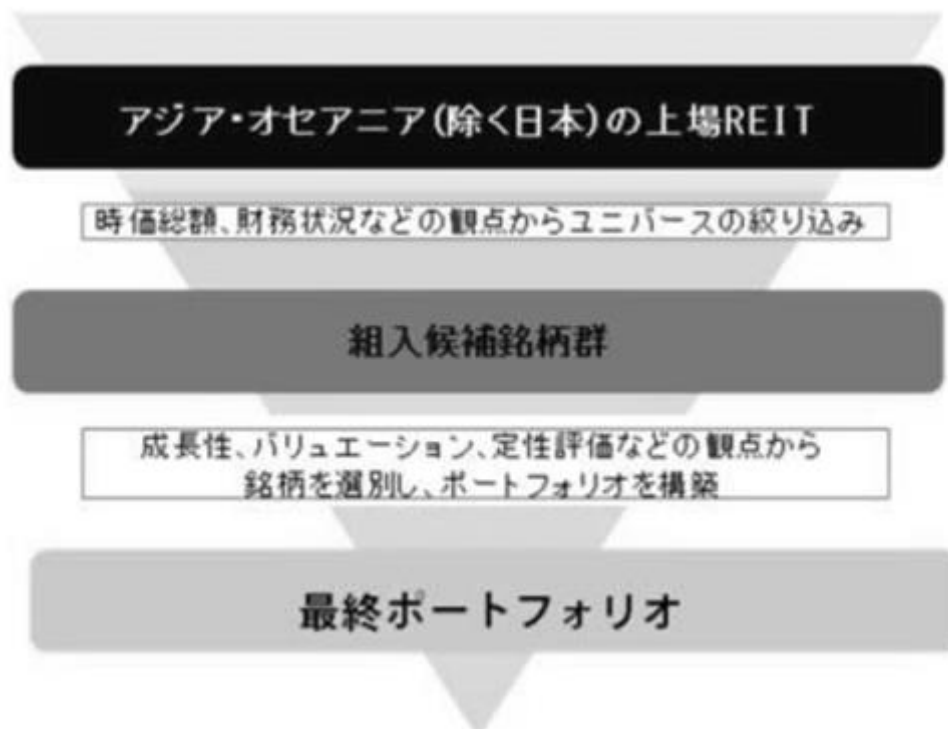 アジア・オセアニア(除く日本)の上場REIT
時価総額、財務状況などの観点からユニバースの絞り込み
組入候補銘柄群
成長性、バリュエーション、定性評価などの観点から
銘柄を選別し、ポートフォリオを構築
最終ポートフォリオ